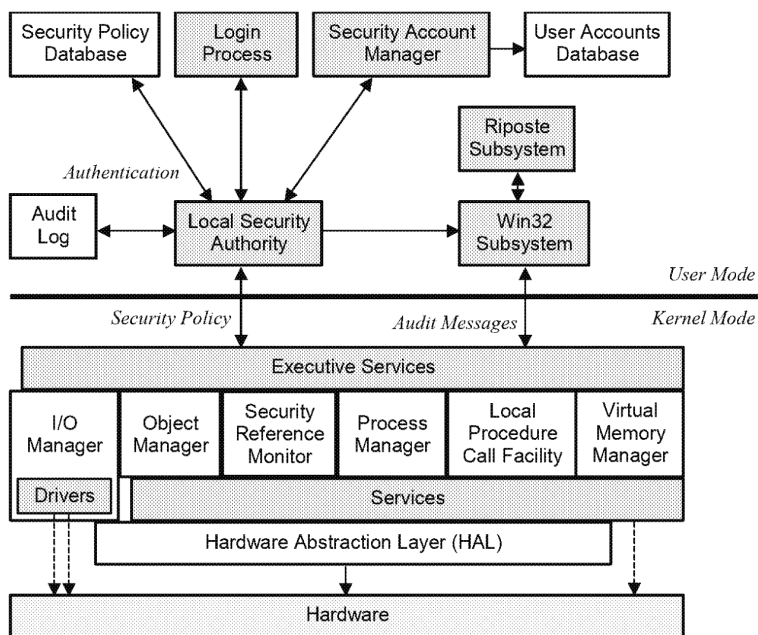 Security Policy
Database
Login
Process
Security Account
Manager
User Accounts
Database
Riposte
Subsystem
Authentication
Audit
Log
Local Security
Authority
Win32
Subsystem
User Mode
Security Policy
Audit Messages
Kernel Mode
Executive Services
I/O
Manager
Object
Manager
Security
Reference
Monitor
Process
Manager
Local
Procedure
Call Facility
Virtual
Memory
Manager
Drivers
Services
Hardware Abstraction Layer (HAL)
Hardware